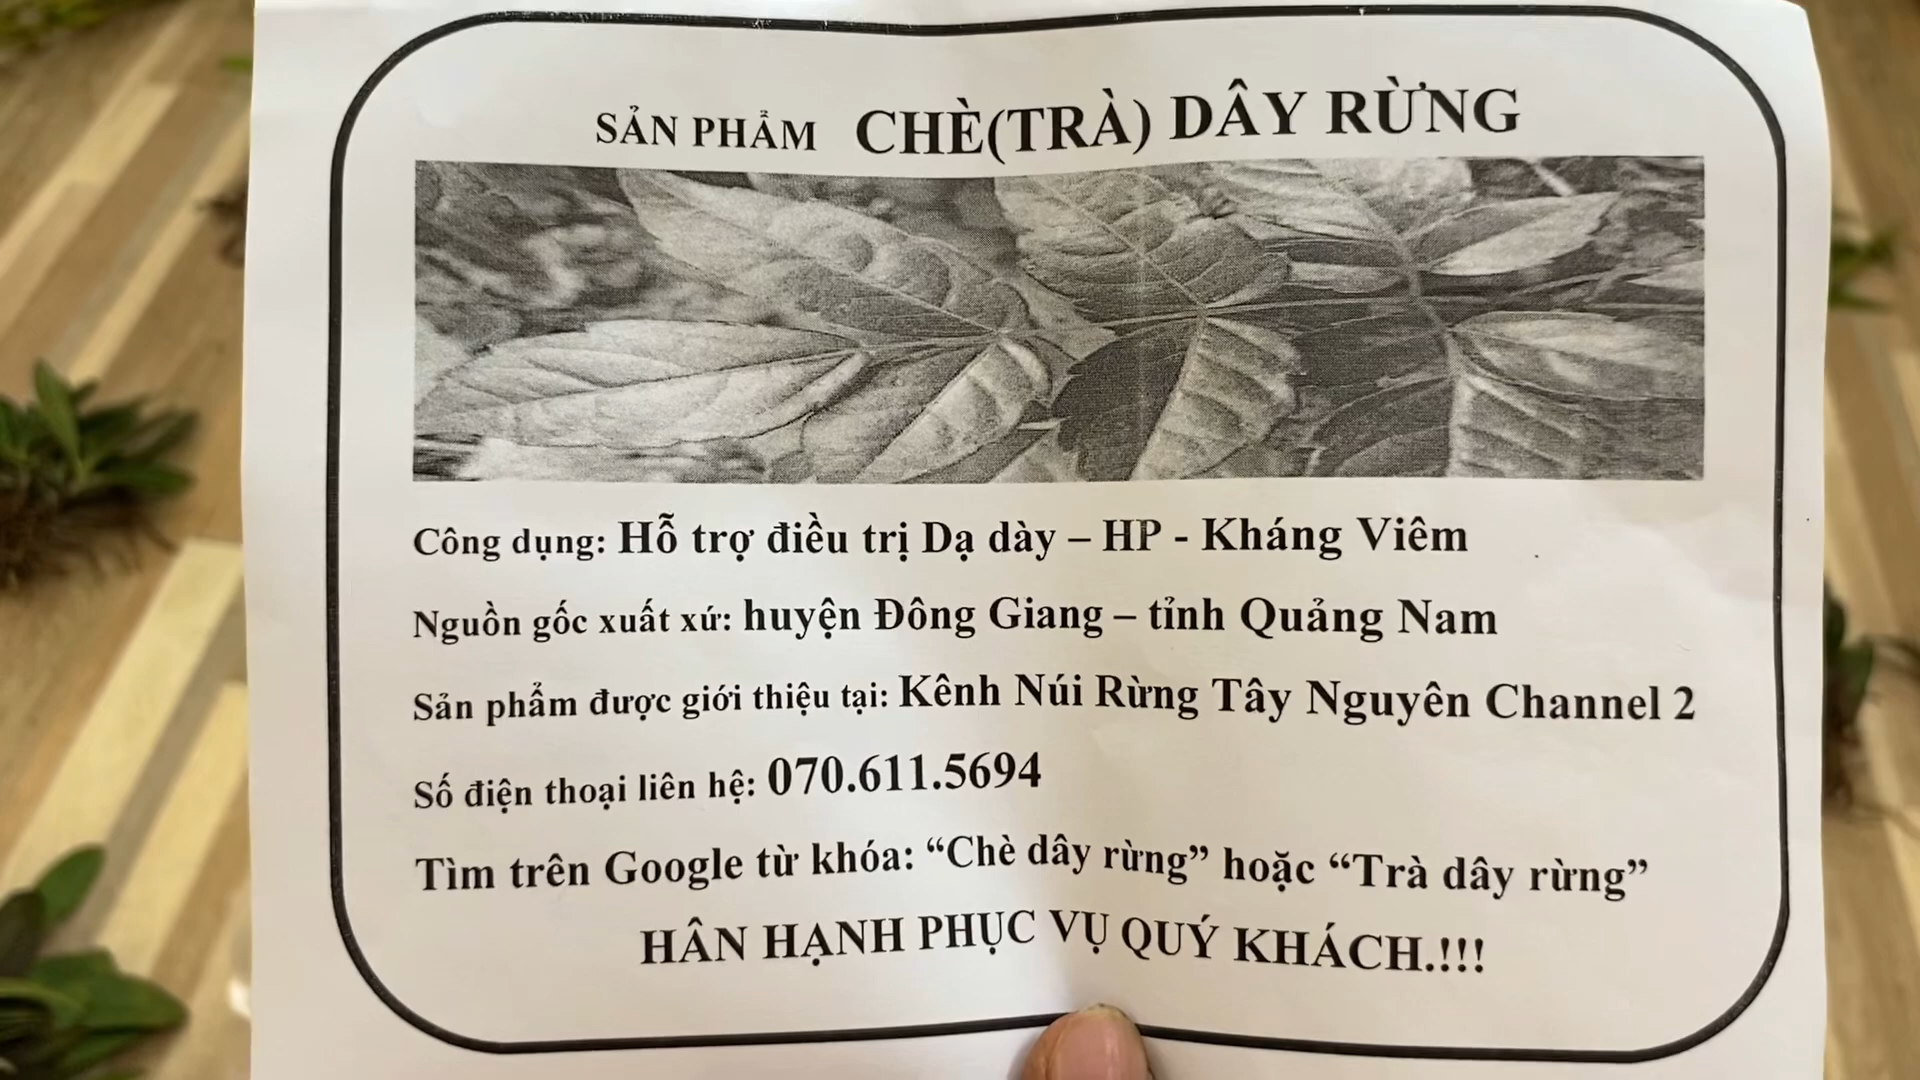 SẢN PHẨM CHÈ(TRÀ) DÂY RỪNG
Công dụng: Hỗ trợ điều trị Dạ dày – HP - Kháng Viêm
Nguồn gốc xuất xứ: huyện Đông Giang – tỉnh Quảng Nam
Sản phẩm được giới thiệu tại: Kênh Núi Rừng Tây Nguyên Channel 2
Số điện thoại liên hệ: 070.611.5694
Tìm trên Google từ khóa: “Chè dây rừng” hoặc “Trà dây rừng”
HÂN HẠNH PHỤC VỤ QUÝ KHÁCH.!!!